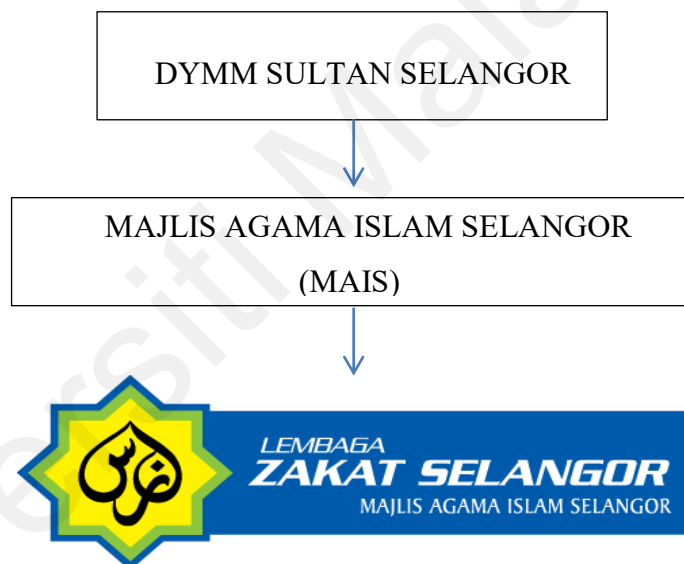 DYMM SULTAN SELANGOR
MAJLIS AGAMA ISLAM SELANGOR
(MAIS)
LEMBAGA
ZAKAT SELANGOR
MAJLIS AGAMA ISLAM SELANGOR